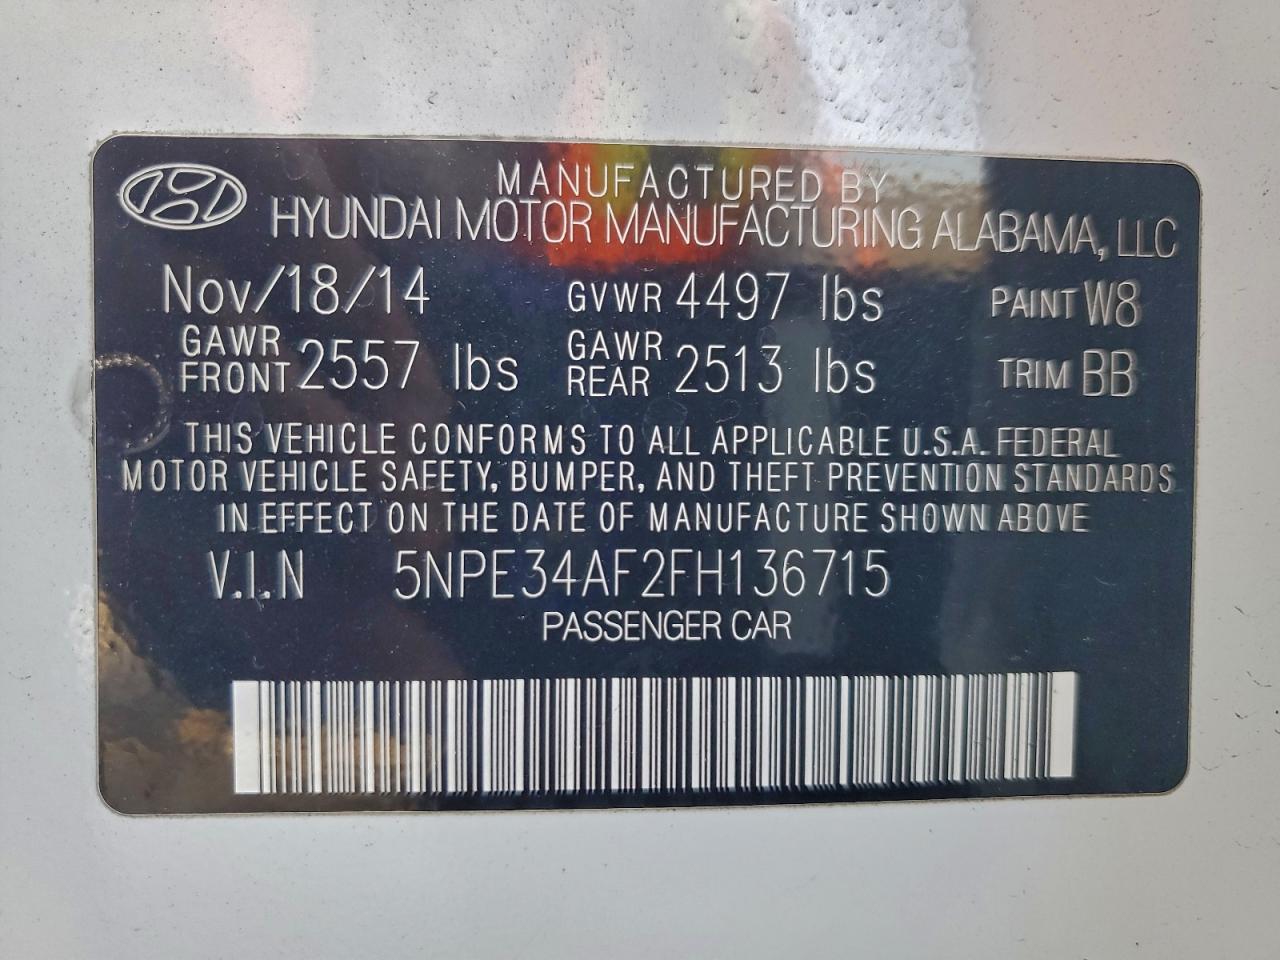 MANUFACTURED BY
HYUNDAI MOTOR MANUFACTURING ALABAMA, LLC
Nov/18/14 GVWR 4497 lbs PAINT W8
GAWR FRONT 2557 lbs GAWR REAR 2513 lbs TRIM BB
THIS VEHICLE CONFORMS TO ALL APPLICABLE U.S.A. FEDERAL
MOTOR VEHICLE SAFETY, BUMPER, AND THEFT PREVENTION STANDARDS
IN EFFECT ON THE DATE OF MANUFACTURE SHOWN ABOVE
V.I.N 5NPE34AF2FH136715
PASSENGER CAR